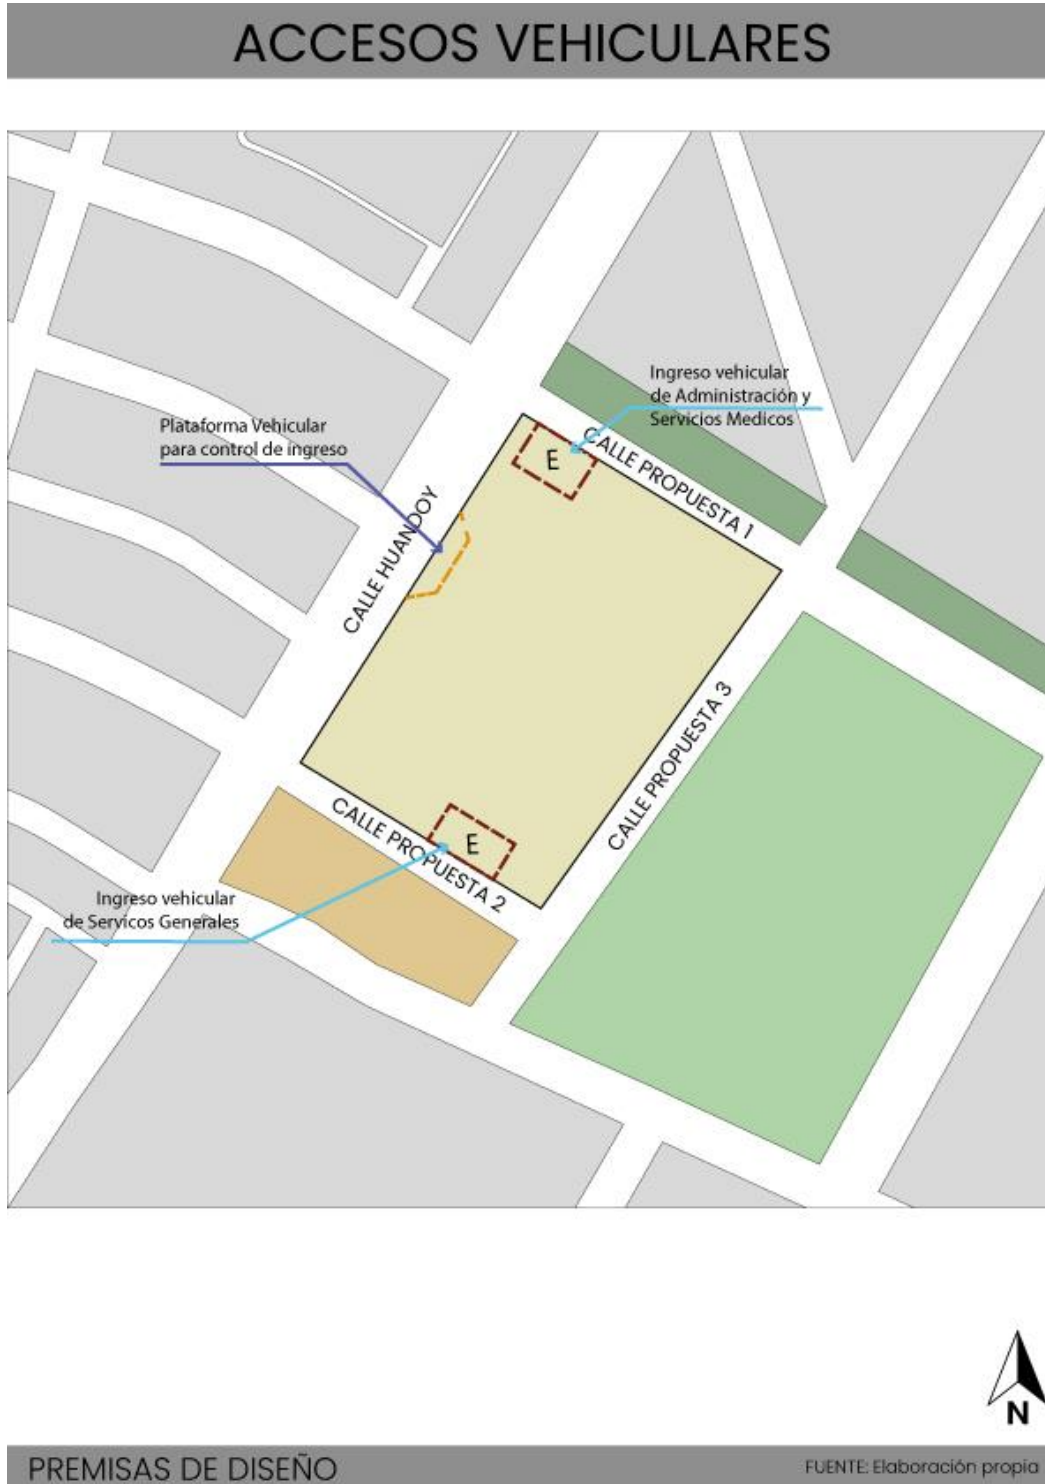 ACCESOS VEHICULARES
Ingreso vehicular
de Administración y
Servicios Medicos
Plataforma Vehicular
para control de ingreso
E
CALLE PROPUESTA 1
CALLE HUANDOY
CALLE PROPUESTA 3
CALLE PROPUESTA 2
E
Ingreso vehicular
de Servicos Generales
N
PREMISAS DE DISEÑO
FUENTE: Elaboración propia